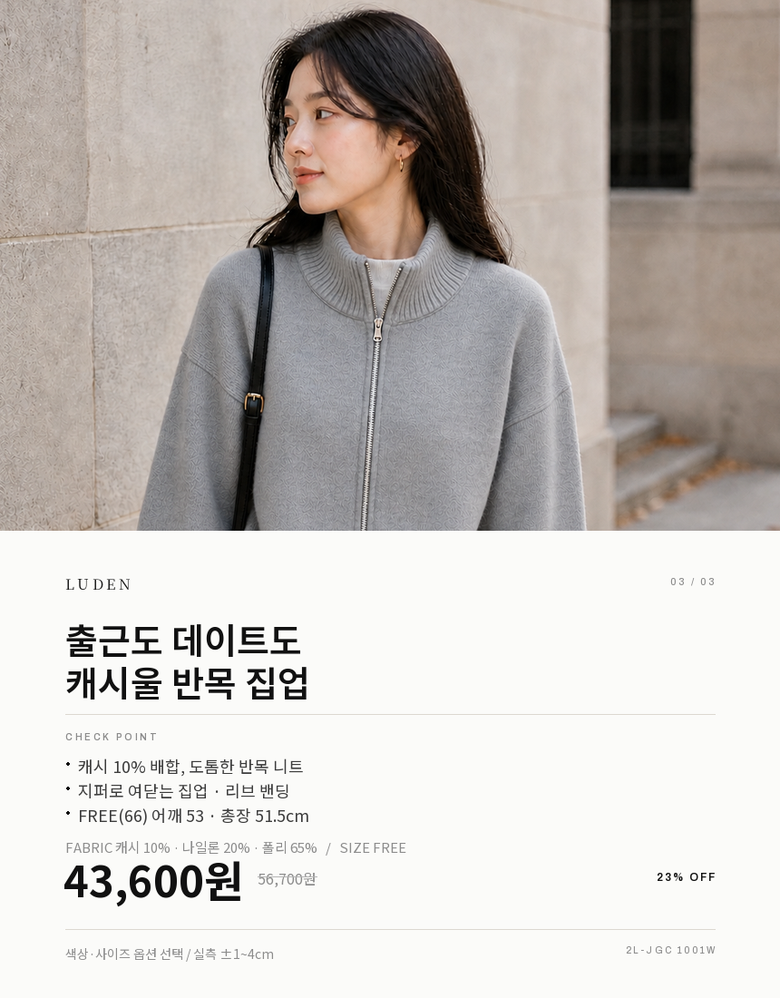 LUDEN
03 / 03
출근도 데이트도
캐시울 반목 집업
CHECK POINT
• 캐시 10% 배합, 도톰한 반목 니트
• 지퍼로 여닫는 집업 · 리브 밴딩
• FREE(66) 어깨 53 · 총장 51.5cm
FABRIC 캐시 10% · 나일론 20% · 폴리 65% / SIZE FREE
43,600원 56,700원
23% OFF
색상·사이즈 옵션 선택 / 실측 ±1~4cm
2L-JGC 1001W